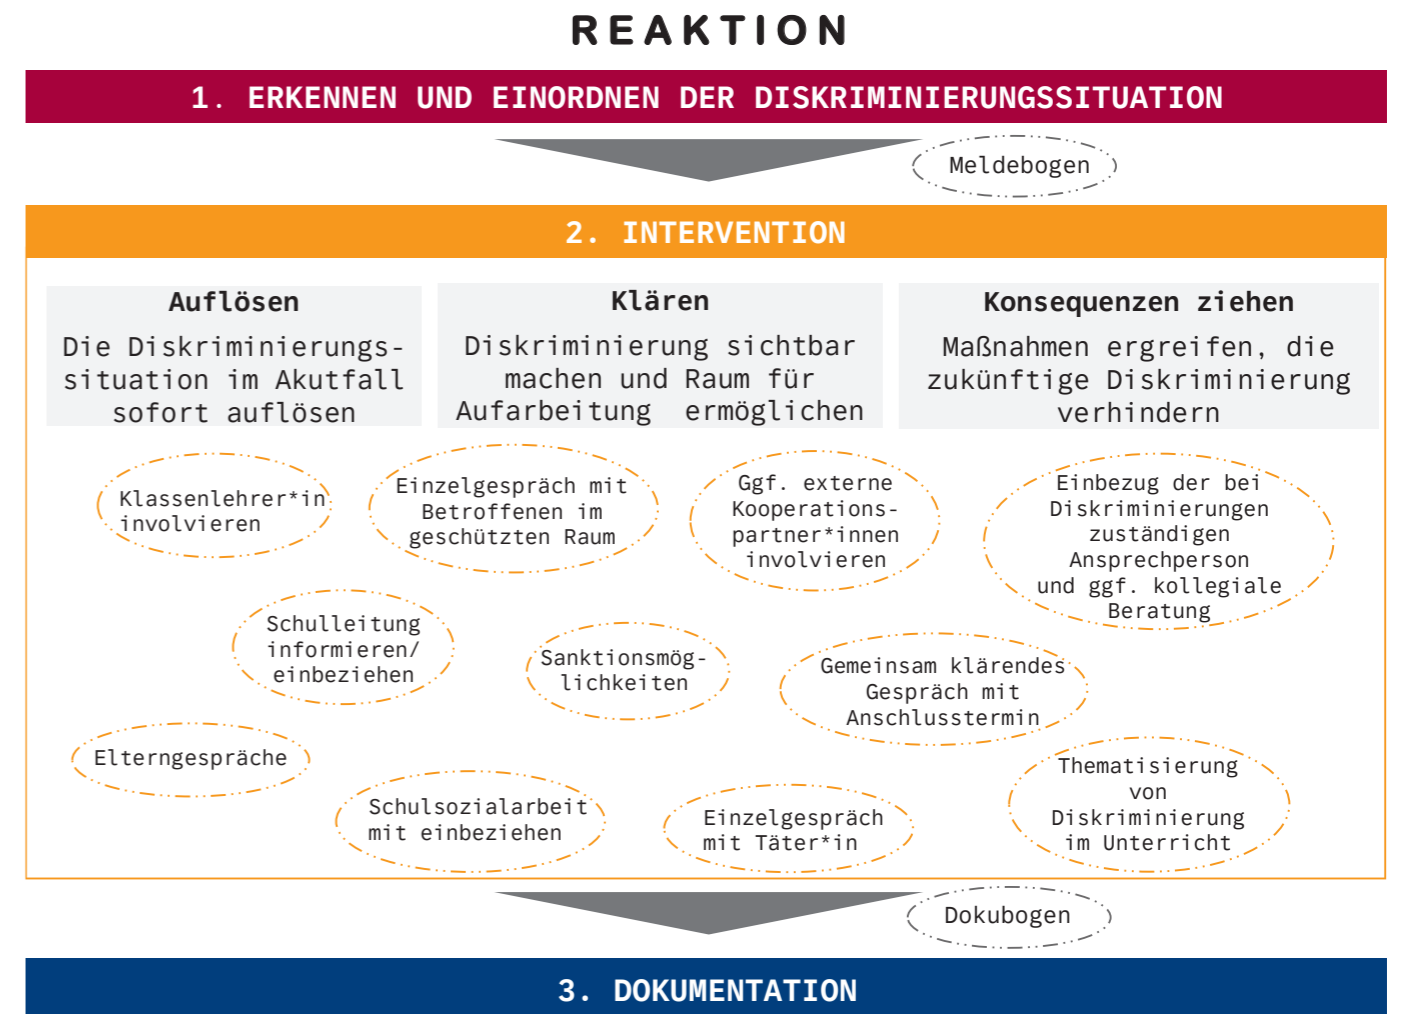 REAKTION
1. ERKENNEN UND EINORDNEN DER DISKRIMINIERUNGSSITUATION
Meldebogen
2. INTERVENTION
Auflösen
Die Diskriminierungs-
situation im Akutfall
sofort auflösen
Klären
Diskriminierung sichtbar
machen und Raum für
Aufarbeitung ermöglichen
Konsequenzen ziehen
Maßnahmen ergreifen, die
zukünftige Diskriminierung
verhindern
Klassenlehrer*in
involvieren
Einzelgespräch mit
Betroffenen im
geschützten Raum
Ggf. externe
Kooperations-
partner*innen
involvieren
Einbezug der bei
Diskriminierungen
zuständigen
Ansprechperson
und ggf. kollegiale
Beratung
Schulleitung
informieren/
einbeziehen
Sanktionsmög-
lichkeiten
Gemeinsam klärendes
Gespräch mit
Anschlusstermin
Elterngespräche
Schulsozialarbeit
mit einbeziehen
Einzelgespräch
mit Täter*in
Thematisierung
von
Diskriminierung
im Unterricht
Dokubogen
3. DOKUMENTATION